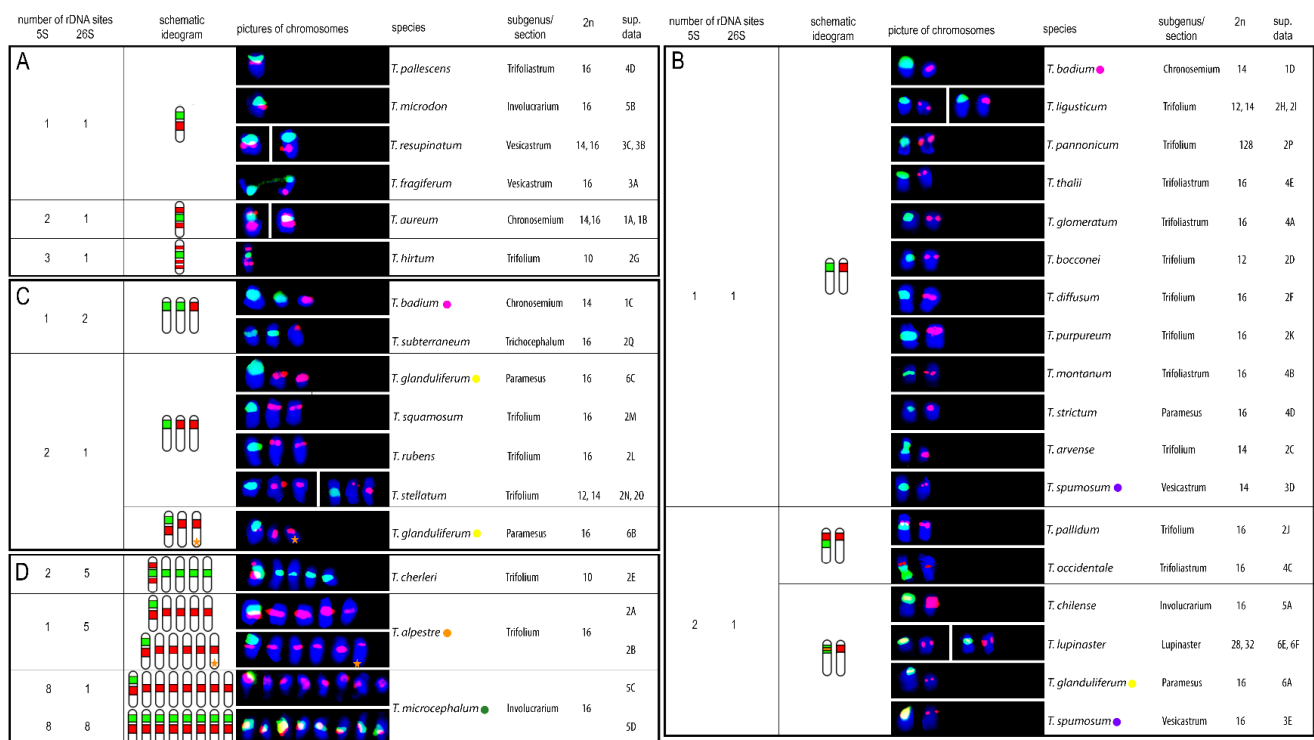 number of rDNA sites
5S 26S
schematic
ideogram
pictures of chromosomes
species
subgenus/
section
2n
sup.
data
A
1 1
T. pallescens Trifoliastrum 16 4D
T. microdon Involucrarium 16 5B
T. resupinatum Vesicastrum 14, 16 3C, 3B
T. fragiferum Vesicastrum 16 3A
2 1 T. aureum Chronosemium 14,16 1A, 1B
3 1 T. hirtum Trifolium 10 2G
C
1 2
T. badium Chronosemium 14 1C
T. subterraneum Trichocephalum 16 2Q
2 1
T. glanduliferum Paramesus 16 6C
T. squamosum Trifolium 16 2M
T. rubens Trifolium 16 2L
T. stellatum Trifolium 12, 14 2N, 2O
T. glanduliferum Paramesus 16 6B
D
2 5 T. cherleri Trifolium 10 2E
1 5 T. alpestre Trifolium 16
2A
2B
8 1 5C
T. microcephalum Involucrarium 16
8 8 5D
number of rDNA sites
5S 26S
schematic
ideogram
picture of chromosomes
species
subgenus/
section
2n
sup.
data
B
1 1
T. badium Chronosemium 14 1D
T. ligusticum Trifolium 12, 14 2H, 2I
T. pannonicum Trifolium 128 2P
T. thalii Trifoliastrum 16 4E
T. glomeratum Trifoliastrum 16 4A
T. bocconei Trifolium 12 2D
T. diffusum Trifolium 16 2F
T. purpureum Trifolium 16 2K
T. montanum Trifoliastrum 16 4B
T. strictum Paramesus 16 4D
T. arvense Trifolium 14 2C
T. spumosum Vesicastrum 14 3D
2 1
T. pallidum Trifolium 16 2J
T. occidentale Trifoliastrum 16 4C
T. chilense Involucrarium 16 5A
T. lupinaster Lupinaster 28, 32 6E, 6F
T. glanduliferum Paramesus 16 6A
T. spumosum Vesicastrum 16 3E